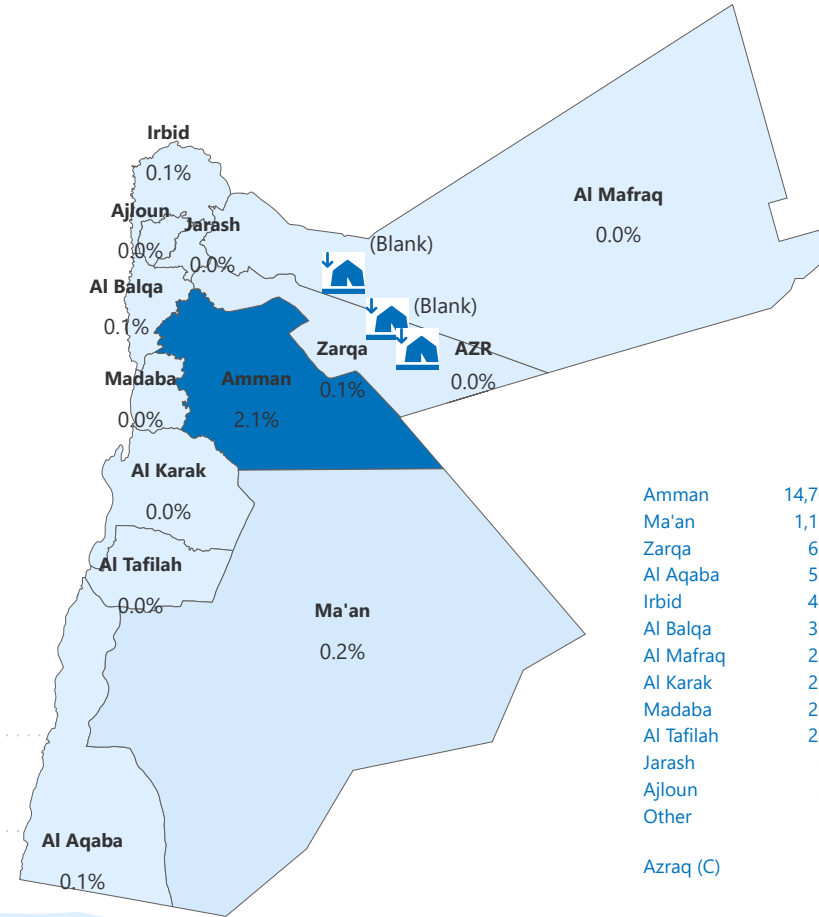 Irbid
0.1%
Ajloun
0.0%
Jarash
0.0%
Al Mafraq
0.0%
(Blank)
Al Balqa
0.1%
(Blank)
Zarqa
0.1%
AZR
0.0%
Madaba
0.0%
Amman
2.1%
Al Karak
0.0%
Al Tafilah
0.0%
Ma'an
0.2%
Al Aqaba
0.1%
Amman 14,7
Ma'an 1,1
Zarqa 6
Al Aqaba 5
Irbid 4
Al Balqa 3
Al Mafraq 2
Al Karak 2
Madaba 2
Al Tafilah 2
Jarash
Ajloun
Other
Azraq (C)